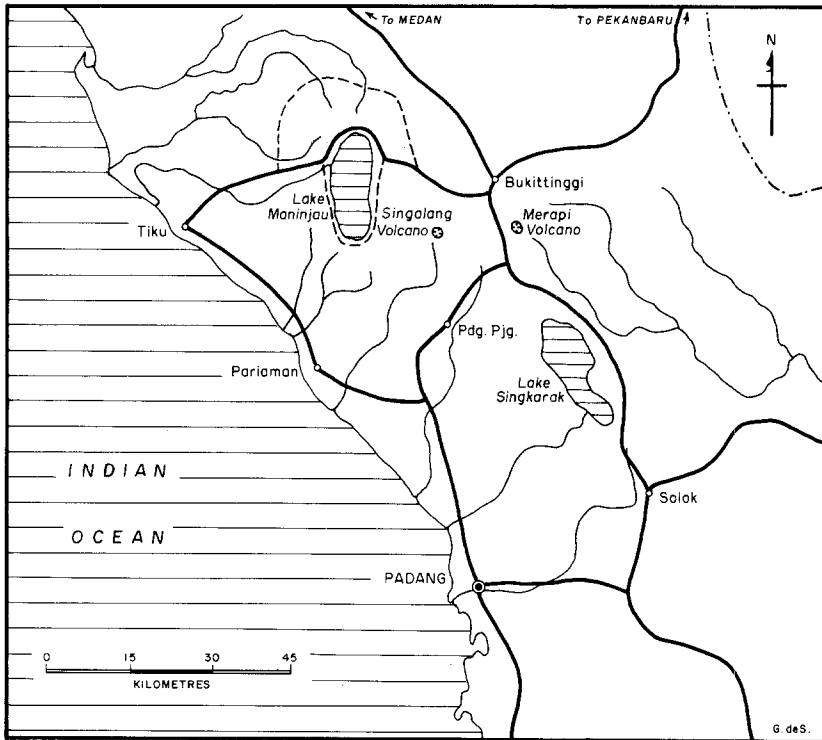 To MEDAN
To PEKANBARU
N
Bukittinggi
Lake
Maninjau
Singalang
Volcano
Merapi
Volcano
Tiku
Pdg. Pjg.
Pariaman
Lake
Singkarak
INDIAN
OCEAN
Solok
PADANG
0 15 30 45
KILOMETRES
G. deS.